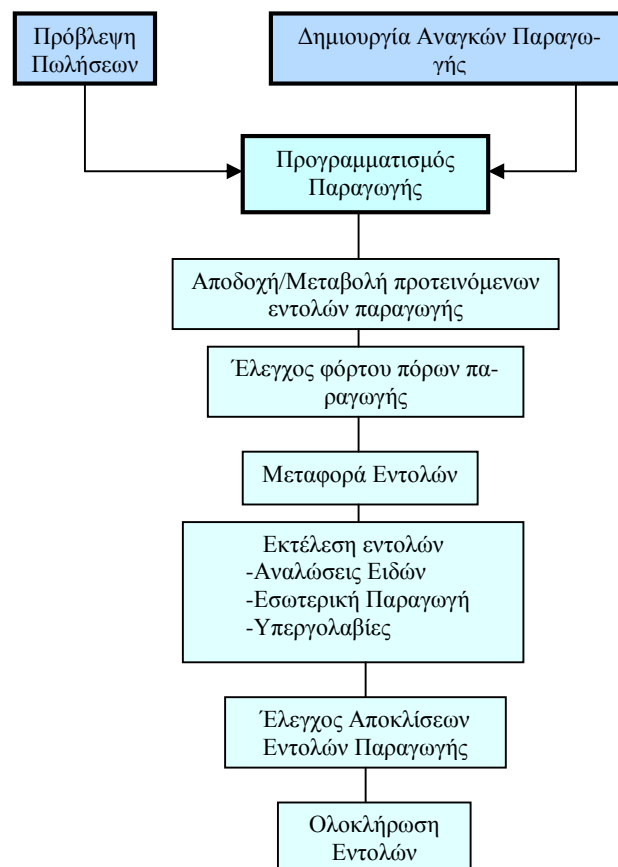 Πρόβλεψη
Πωλήσεων
Δημιουργία Αναγκών Παραγω-
γής
Προγραμματισμός
Παραγωγής
Αποδοχή/Μεταβολή προτεινόμενων
εντολών παραγωγής
Έλεγχος φόρτου πόρων πα-
ραγωγής
Μεταφορά Εντολών
Εκτέλεση εντολών
-Αναλώσεις Ειδών
-Εσωτερική Παραγωγή
-Υπεργολαβίες
Έλεγχος Αποκλίσεων
Εντολών Παραγωγής
Ολοκλήρωση
Εντολών